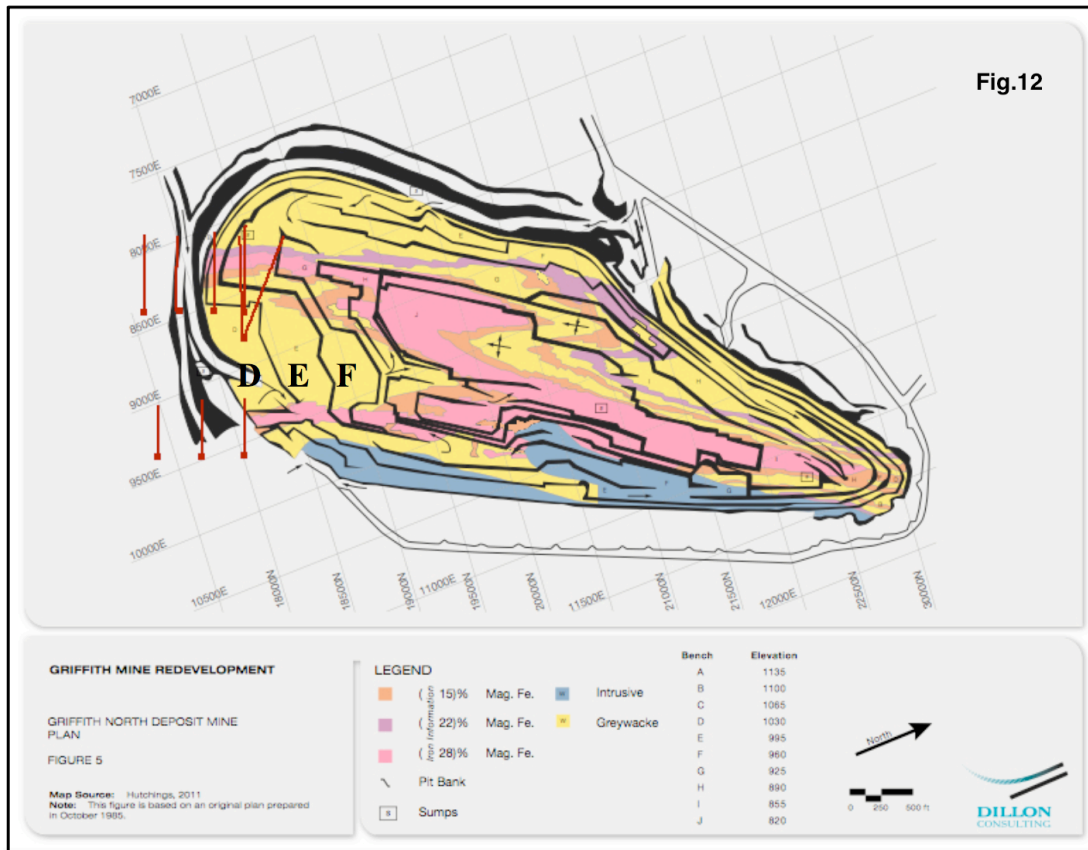 Fig.12
7000E
7500E
8000E
8500E
9000E
9500E
10000E
10500E
18000N
18500N
19000N
11000E
19500N
20000N
11500E
21000N
21500N
12000E
22500N
30000N
D E F
GRIFFITH MINE REDEVELOPMENT
GRIFFITH NORTH DEPOSIT MINE
PLAN
FIGURE 5
Map Source: Hutchings, 2011
Note: This figure is based on an original plan prepared
in October 1985.
LEGEND
(Iron Information
( 15)% Mag. Fe.
( 22)% Mag. Fe.
( 28)% Mag. Fe.
Pit Bank
S Sumps
Intrusive
Greywacke
Bench Elevation
A 1135
B 1100
C 1065
D 1030
E 995
F 960
G 925
H 890
I 855
J 820
North
0 250 500 ft
DILLON
CONSULTING